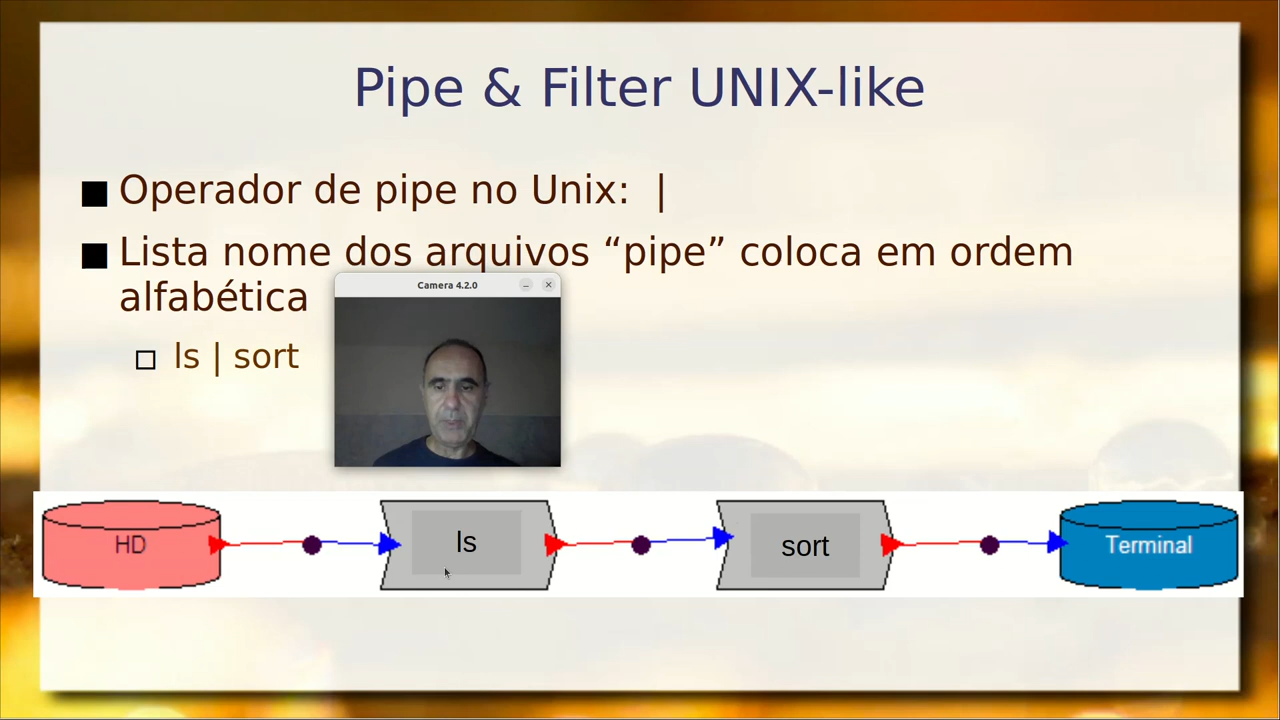 Pipe & Filter UNIX-like
Operador de pipe no Unix: |
Lista nome dos arquivos “pipe” coloca em ordem
alfabética
Camera 4.2.0
ls | sort
HD
ls
sort
Terminal